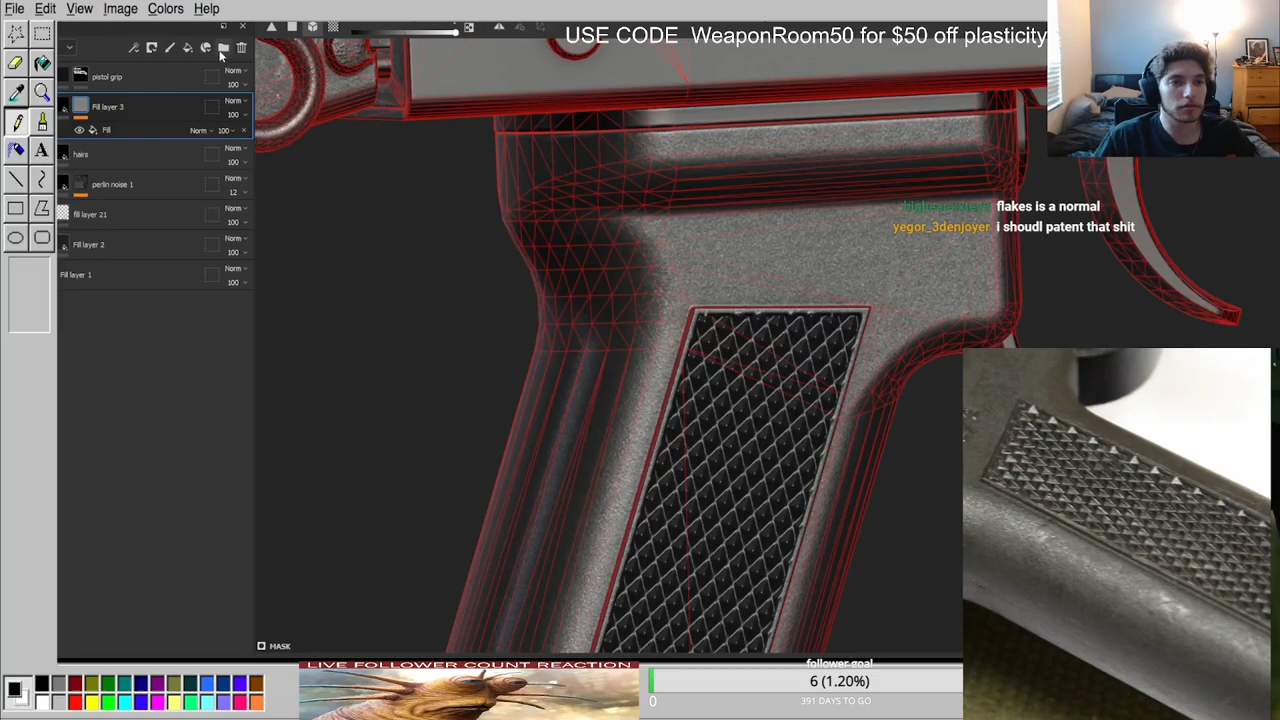 File Edit View Image Colors Help
USE CODE WeaponRoom50 for $50 off plasticity
pistol grip
Norm
100
Fill layer 3
Norm
100
Fill Norm 100
hairs
Norm
100
perlin noise 1
Norm
12
fill layer 21
Norm
100
Fill layer 2
Norm
100
Fill layer 1
Norm
100
flakes is a normal
yegor_3denjoyer i shoudl patent that shit
MASK
LIVE FOLLOWER COUNT REACTION
follower goal
6 (1.20%)
0
391 DAYS TO GO
A